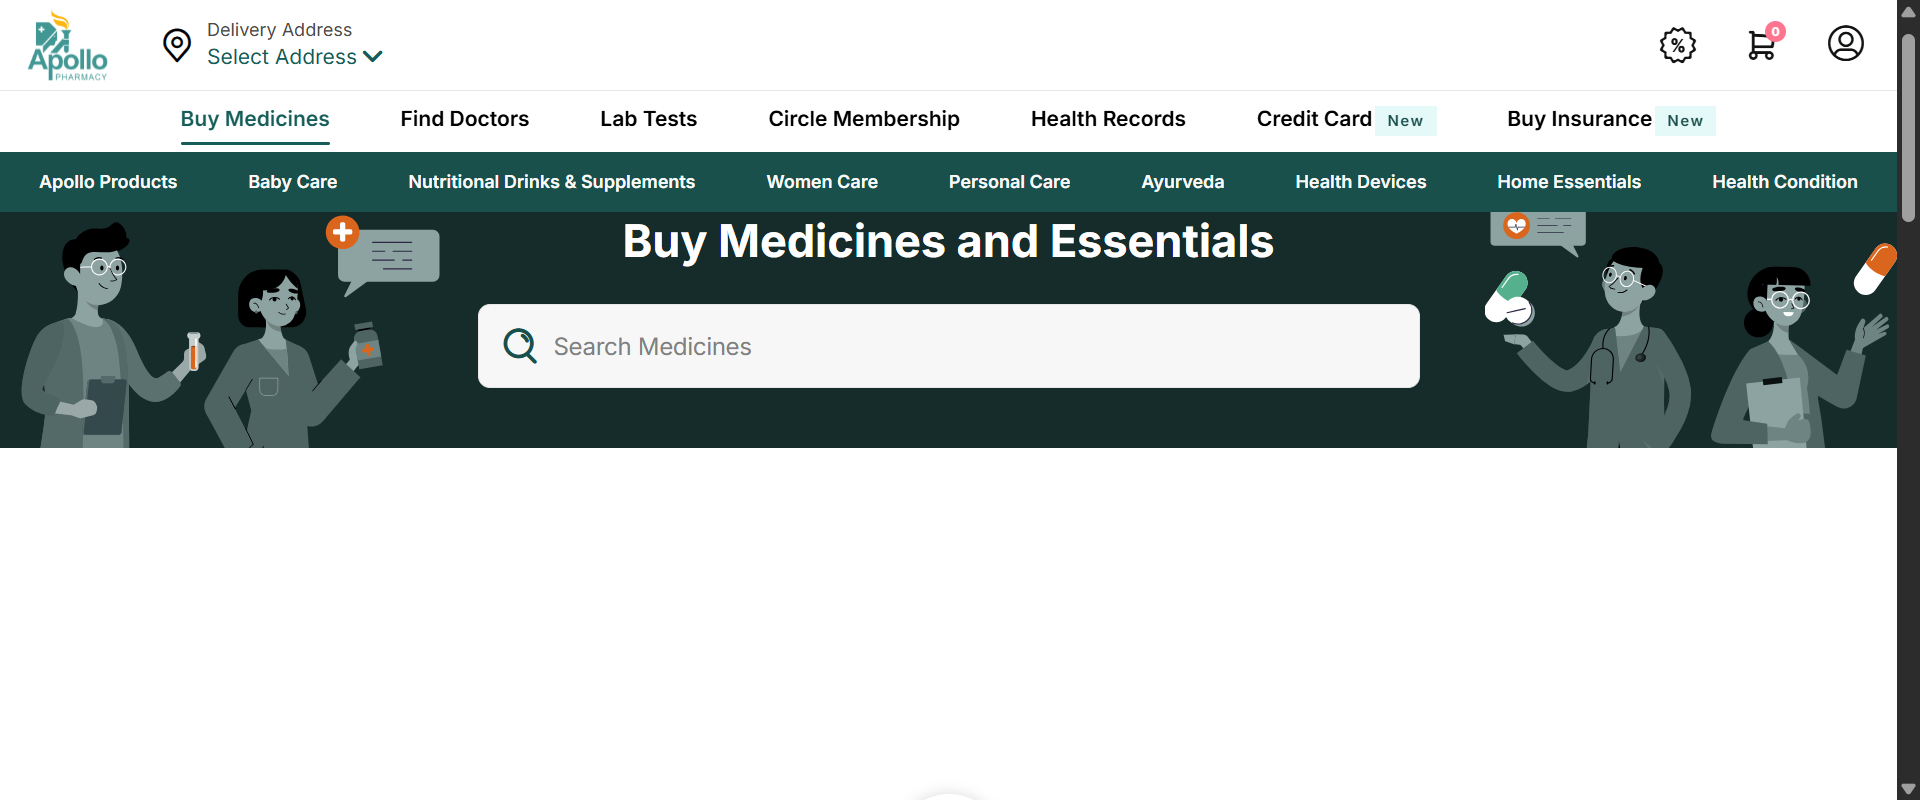 Apollo
PHARMACY
Delivery Address
Select Address
%
0
Buy Medicines
Find Doctors
Lab Tests
Circle Membership
Health Records
Credit Card New
Buy Insurance New
Apollo Products
Baby Care
Nutritional Drinks & Supplements
Women Care
Personal Care
Ayurveda
Health Devices
Home Essentials
Health Condition
Buy Medicines and Essentials
Search Medicines